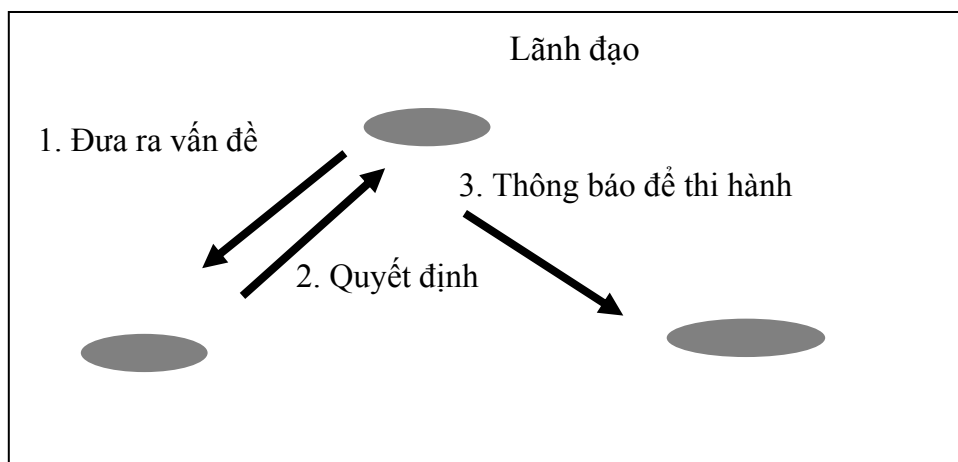 Lãnh đạo
1. Đưa ra vấn đề
3. Thông báo để thi hành
2. Quyết định